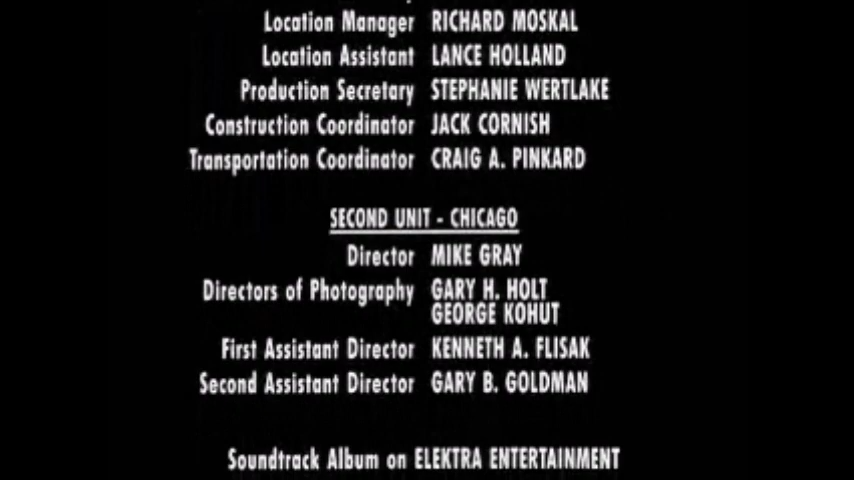 Location Manager RICHARD MOSKAL
Location Assistant LANCE HOLLAND
Production Secretary STEPHANIE WERTLAKE
Construction Coordinator JACK CORNISH
Transportation Coordinator CRAIG A. PINKARD
SECOND UNIT - CHICAGO
Director MIKE GRAY
Directors of Photography GARY H. HOLT
GEORGE KOHUT
First Assistant Director KENNETH A. FLISAK
Second Assistant Director GARY B. GOLDMAN
Soundtrack Album on ELEKTRA ENTERTAINMENT